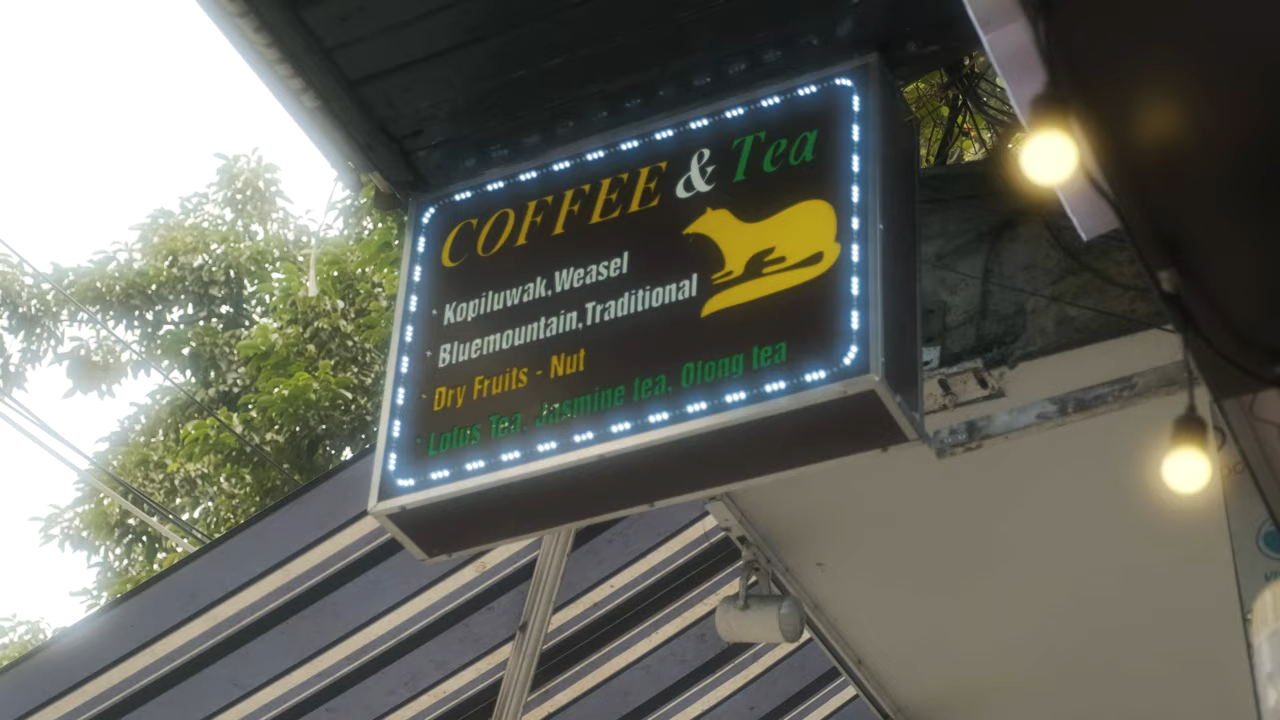 COFFEE & Tea
Kopiluwak,Weasel
Bluemountain,Traditional
Dry Fruits - Nut
Lotus Tea. Jasmine tea. Olong tea